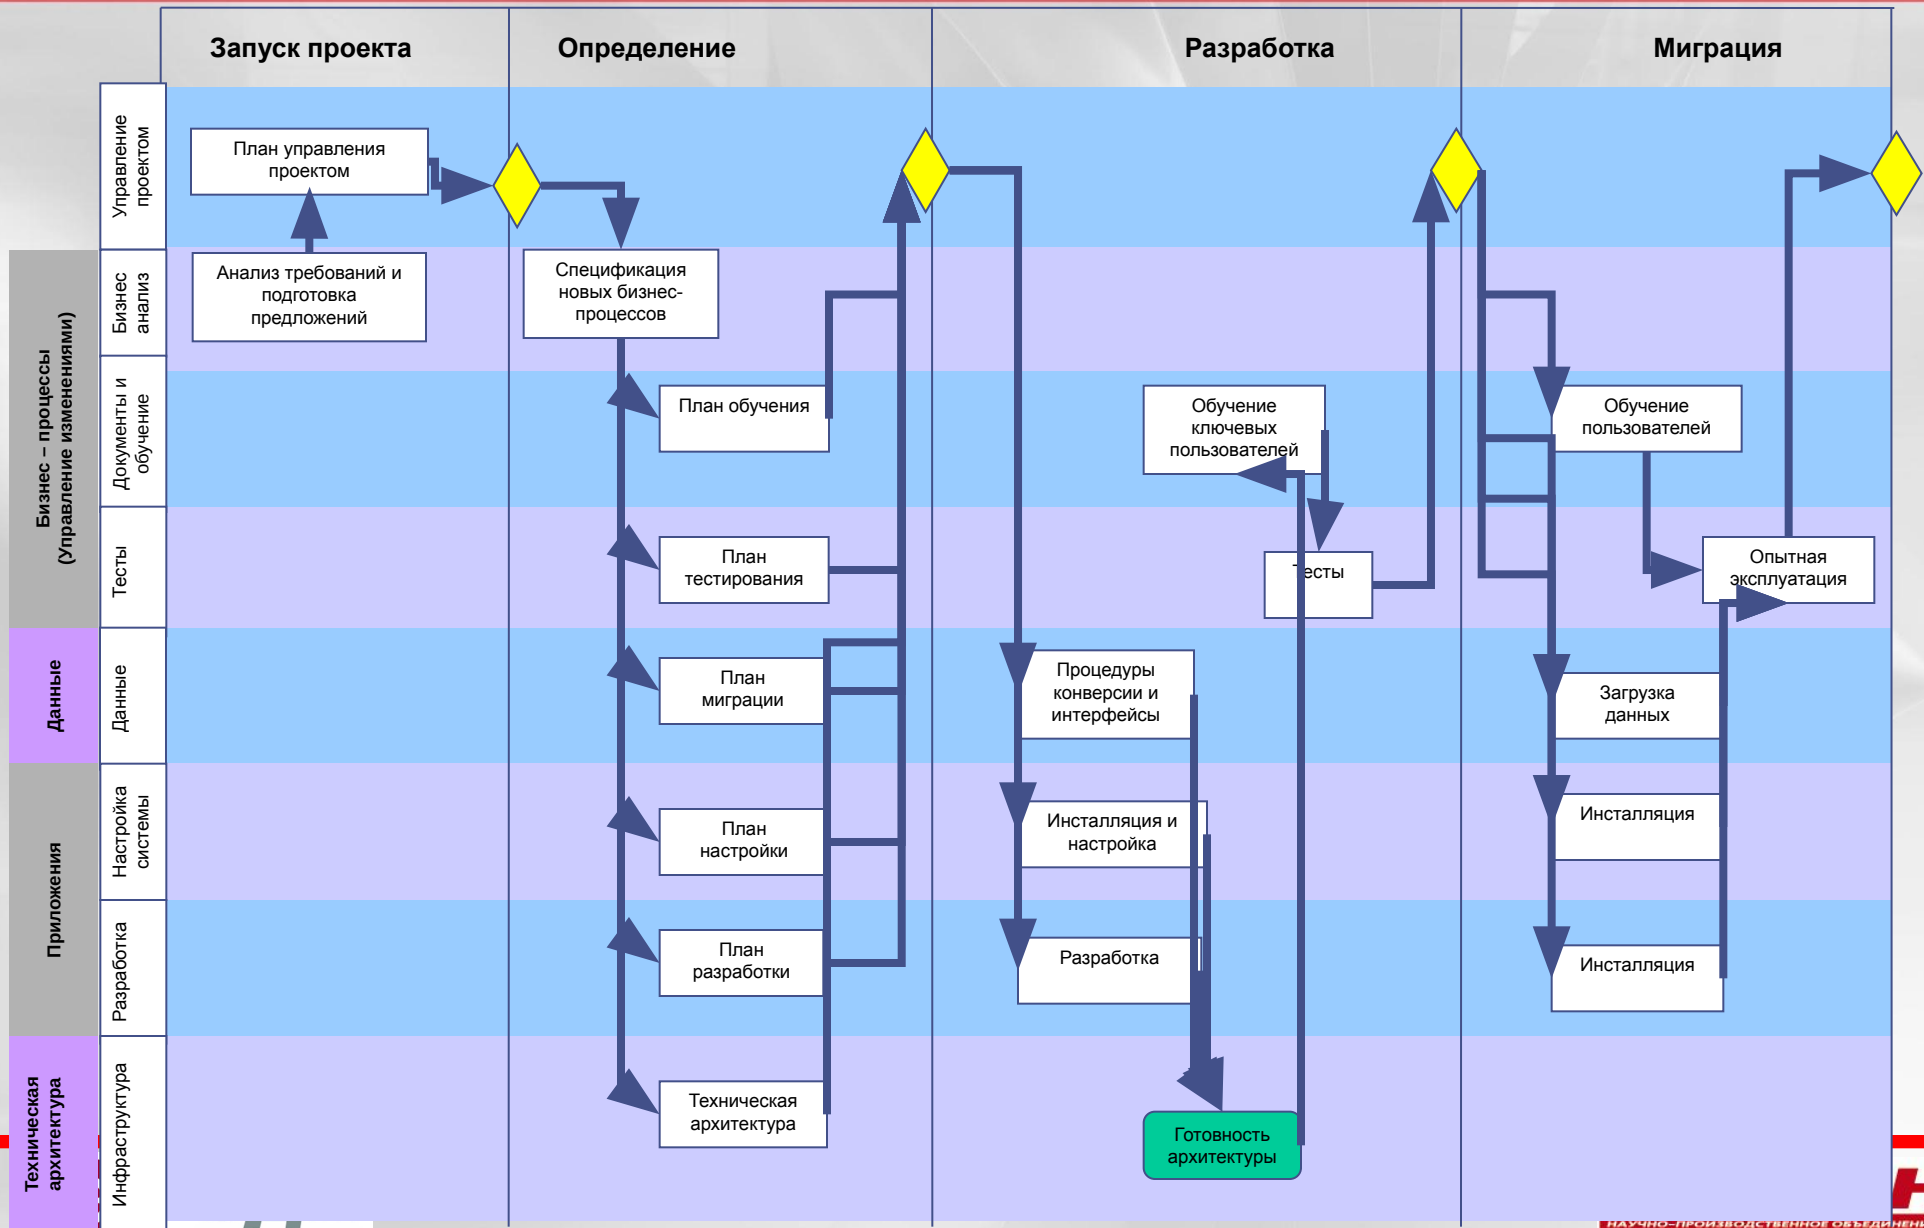 Запуск проекта
Определение
Разработка
Миграция
Управление
проектом
План управления
проектом
Бизнес – процессы
(Управление изменениями)
Бизнес
анализ
Анализ требований и
подготовка
предложений
Спецификация
новых бизнес-
процессов
Документы и
обучение
План обучения
Обучение
ключевых
пользователей
Обучение
пользователей
Тесты
План
тестирования
Тесты
Опытная
эксплуатация
Данные
Данные
План
миграции
Процедуры
конверсии и
интерфейсы
Загрузка
данных
Приложения
Настройка
системы
План
настройки
Инсталляция и
настройка
Инсталляция
Разработка
План
разработки
Разработка
Инсталляция
Техническая
архитектура
Инфраструктура
Техническая
архитектура
Готовность
архитектуры
Н
НАУЧНО-ПРОИЗВОДСТВЕННОЕ ОБЪЕДИНЕНИ